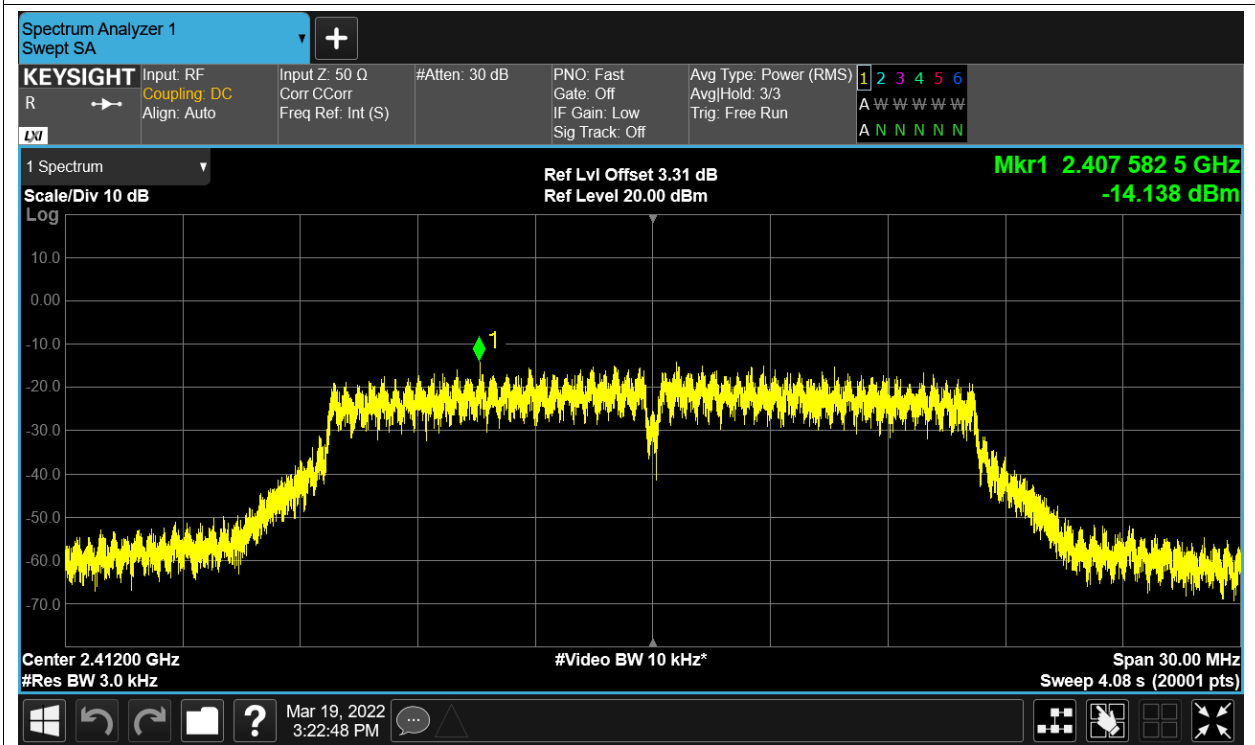 Spectrum Analyzer 1
Swept SA
+
KEYSIGHT
R
LXI
Input: RF
Coupling: DC
Align: Auto
Input Z: 50 Ω
Corr CCorr
Freq Ref: Int (S)
#Atten: 30 dB
PNO: Fast
Gate: Off
IF Gain: Low
Sig Track: Off
Avg Type: Power (RMS)
Avg|Hold: 3/3
Trig: Free Run
1 2 3 4 5 6
A W W W W W
A N N N N N
1 Spectrum
Scale/Div 10 dB
Log
Ref Lvl Offset 3.31 dB
Ref Level 20.00 dBm
Mkr1 2.407 582 5 GHz
-14.138 dBm
10.0
0.00
-10.0
-20.0
-30.0
-40.0
-50.0
-60.0
-70.0
1
Center 2.41200 GHz
#Res BW 3.0 kHz
#Video BW 10 kHz*
Span 30.00 MHz
Sweep 4.08 s (20001 pts)
?
Mar 19, 2022
3:22:48 PM